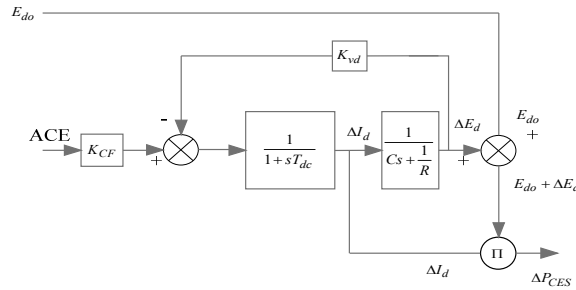 E_do
K_vd
-
ACE
K_CF
+
1
1 + sT_dc
ΔI_d
1
Cs + 1
R
ΔE_d
+
E_do
+
E_do + ΔE_d
Π
ΔI_d
ΔP_CES